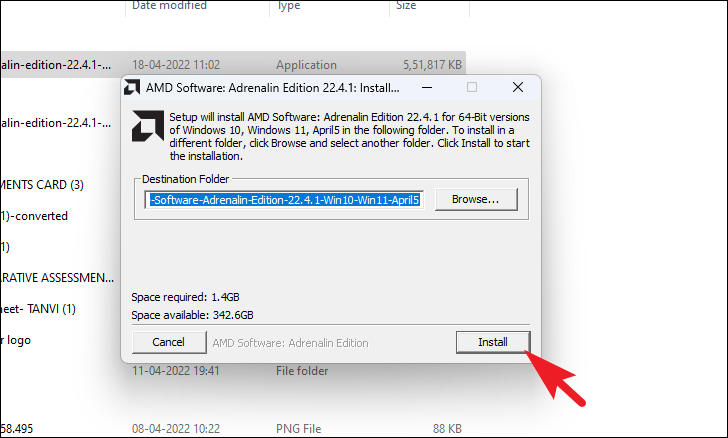 Date modified Type Size
alin-edition-22.4.1-... 18-04-2022 11:02 Application 5,51,817 KB
AMD Software: Adrenalin Edition 22.4.1: Install...
Setup will install AMD Software: Adrenalin Edition 22.4.1 for 64-Bit versions
of Windows 10, Windows 11, April5 in the following folder. To install in a
different folder, click Browse and select another folder. Click Install to start
the installation.
alin-edition-22.4.1-...
Destination Folder
-Software-Adrenalin-Edition-22.4.1-Win10-Win11-April5 Browse...
MENTS CARD (3)
1)-converted
1)
RARATIVE ASSESSMEN...
heet- TANVI (1)
Space required: 1.4GB
Space available: 342.6GB
r logo
Cancel AMD Software: Adrenalin Edition Install
11-04-2022 19:41 File folder
58.495 08-04-2022 10:22 PNG File 88 KB